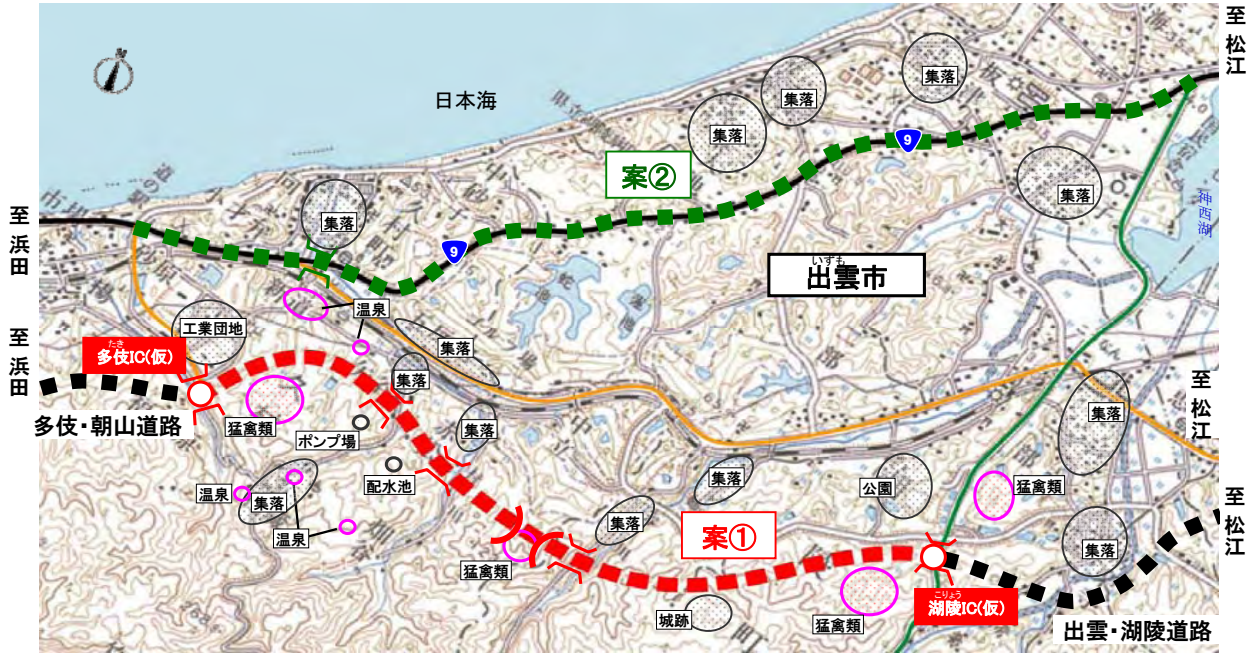 至松江
日本海
集落
集落
集落
9
案②
集落
神西湖
集落
至浜田
9
いずも
出雲市
温泉
工業団地
至浜田
たき
多伎IC(仮)
集落
集落
至松江
集落
猛禽類
多伎・朝山道路
ポンプ場
集落
配水池
集落
公園
猛禽類
温泉
集落
至松江
温泉
集落
案①
集落
猛禽類
こりょう
湖陵IC(仮)
城跡
猛禽類
出雲・湖陵道路